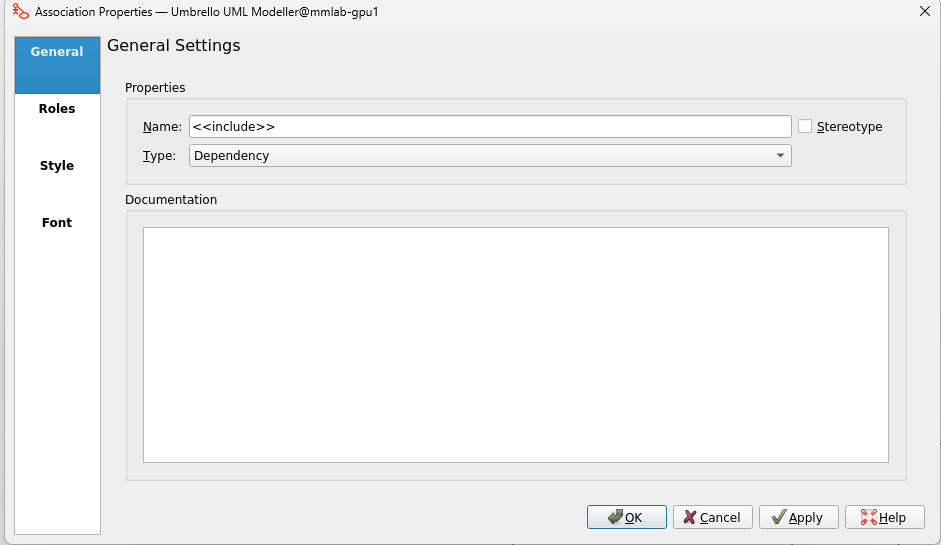 Association Properties — Umbrello UML Modeller@mmlab-gpu1
General
Roles
Style
Font
General Settings
Properties
Name: <<include>> Stereotype
Type: Dependency
Documentation
OK Cancel Apply Help